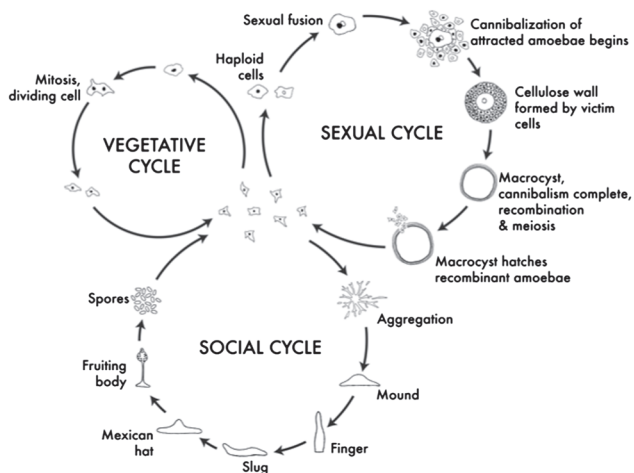 Sexual fusion
Cannibalization of
attracted amoebae begins
Haploid
cells
Mitosis,
dividing cell
Cellulose wall
formed by victim
cells
VEGETATIVE
CYCLE
SEXUAL CYCLE
Macrocyst,
cannibalism complete,
recombination
& meiosis
Macrocyst hatches
recombinant amoebae
Spores
Aggregation
SOCIAL CYCLE
Fruiting
body
Mound
Mexican
hat
Finger
Slug